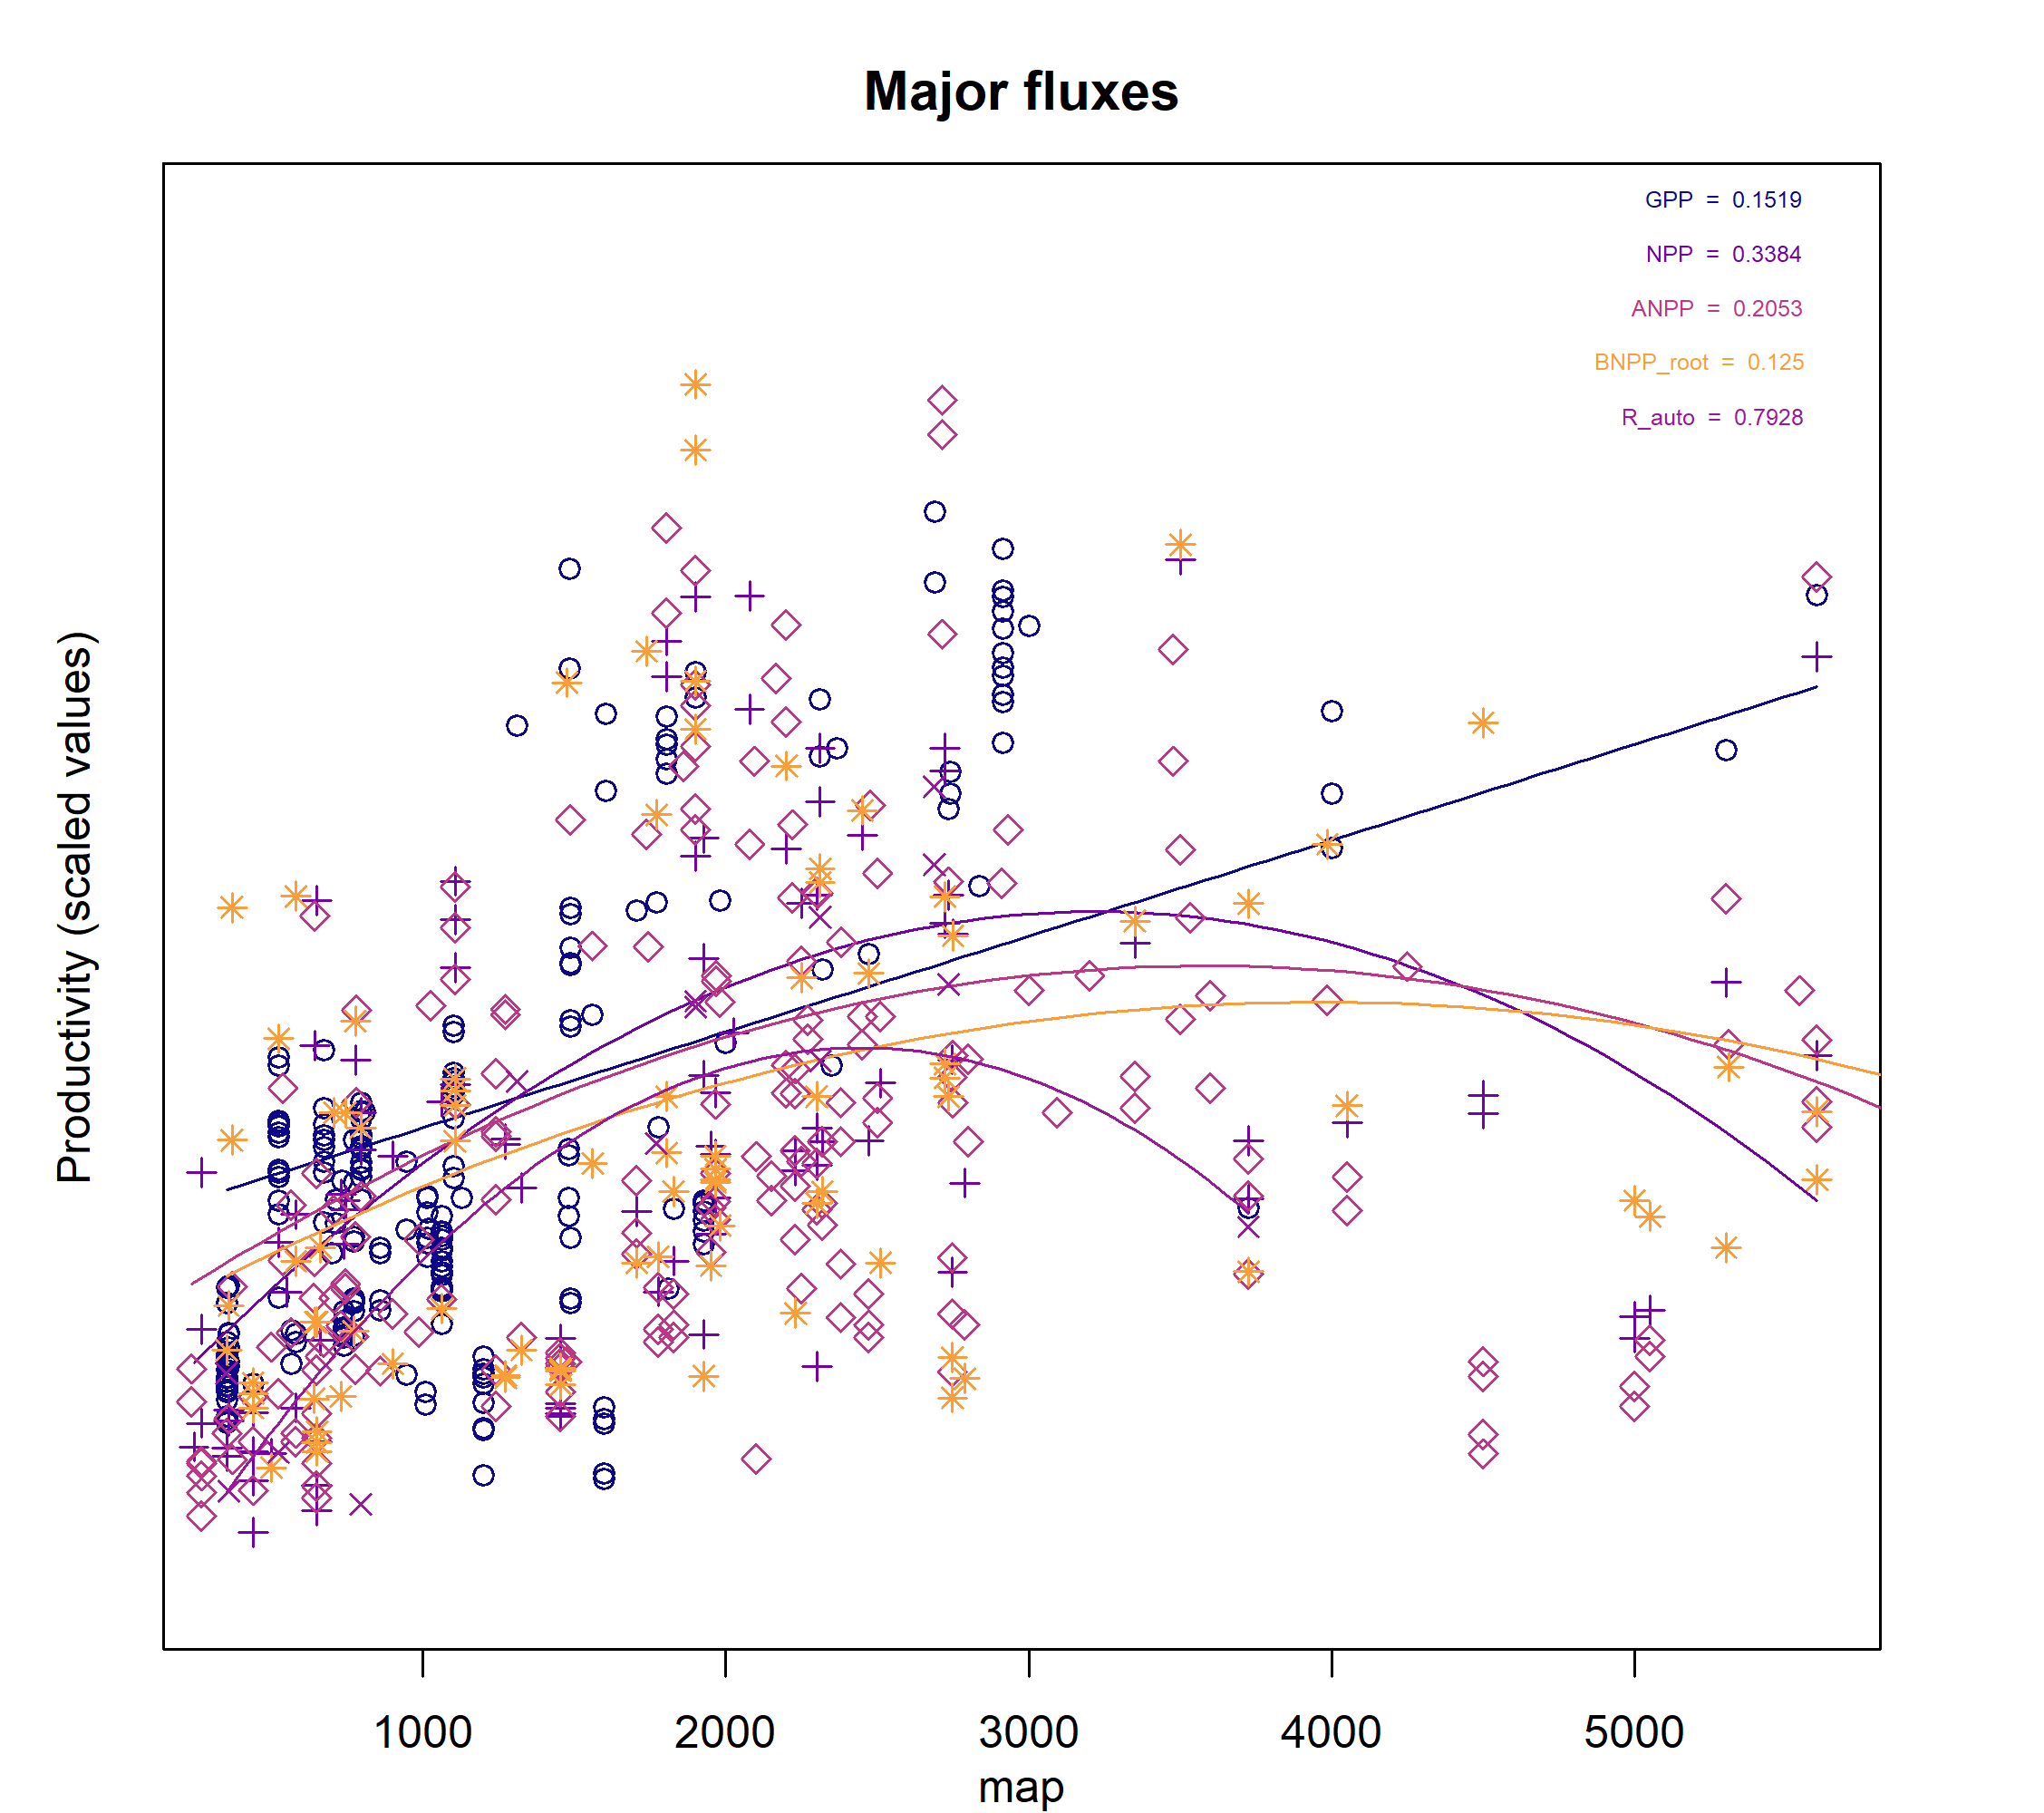 Major fluxes
GPP = 0.1519
NPP = 0.3384
ANPP = 0.2053
BNPP_root = 0.125
R_auto = 0.7928
Productivity (scaled values)
1000 2000 3000 4000 5000
map